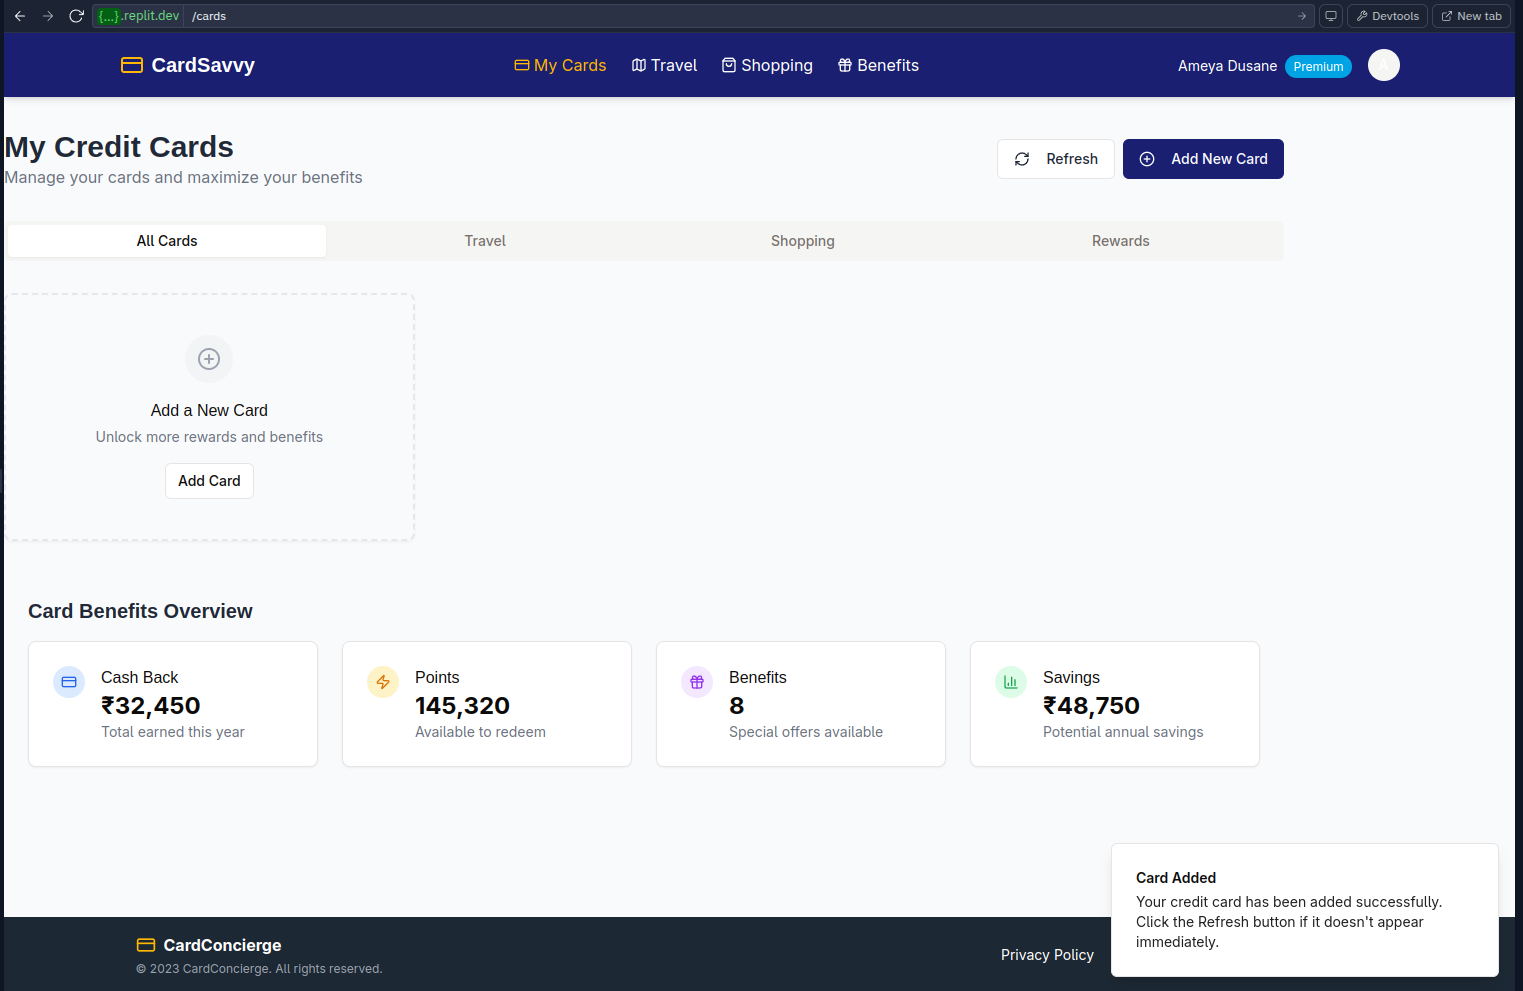 {...}.replit.dev /cards Devtools New tab
CardSavvy My Cards Travel Shopping Benefits Ameya Dusane Premium
My Credit Cards
Manage your cards and maximize your benefits
Refresh Add New Card
All Cards Travel Shopping Rewards
Add a New Card
Unlock more rewards and benefits
Add Card
Card Benefits Overview
Cash Back
₹32,450
Total earned this year
Points
145,320
Available to redeem
Benefits
8
Special offers available
Savings
₹48,750
Potential annual savings
Card Added
Your credit card has been added successfully.
Click the Refresh button if it doesn't appear
immediately.
CardConcierge
© 2023 CardConcierge. All rights reserved.
Privacy Policy